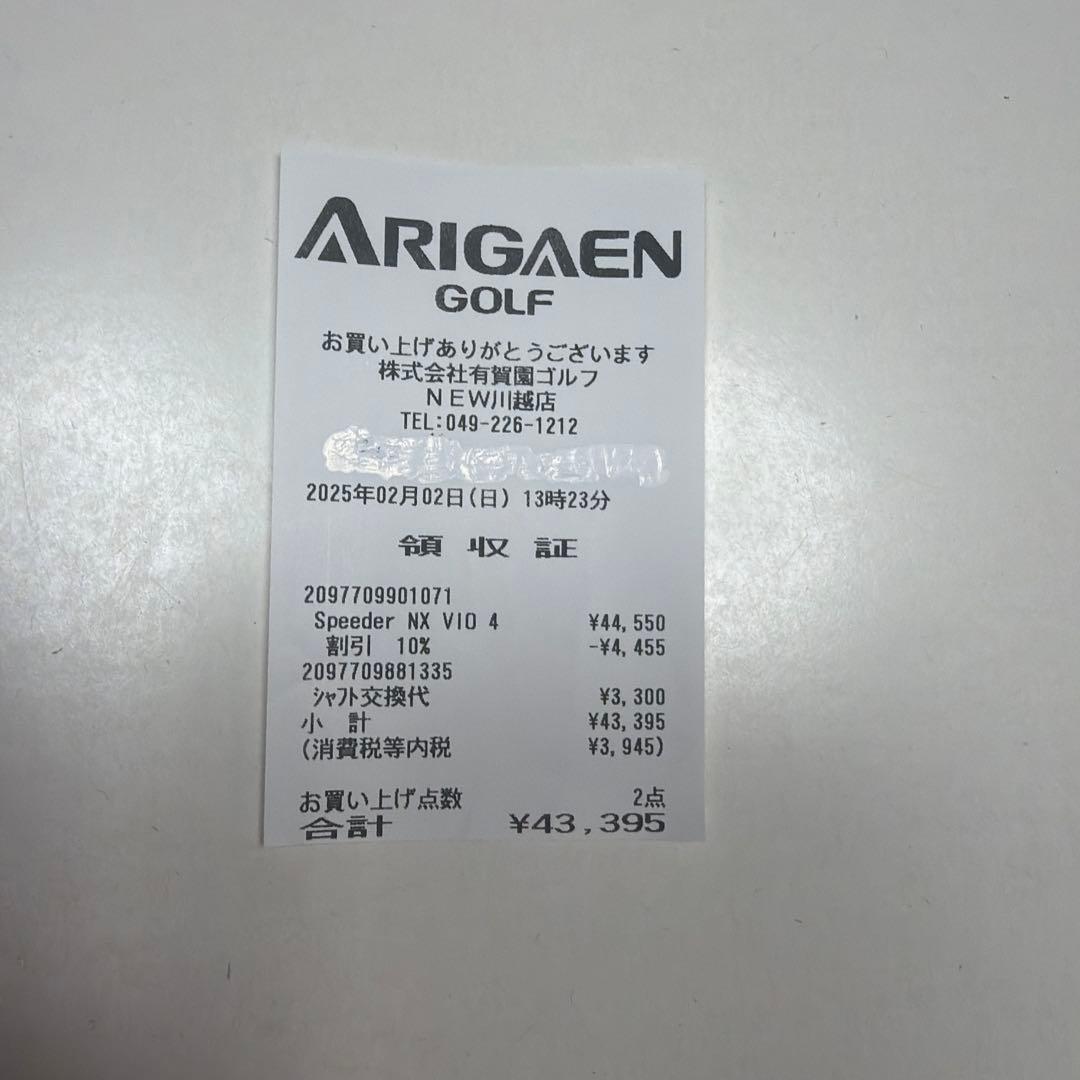 ARIGAEN
GOLF
お買い上げありがとうございます
株式会社有賀園ゴルフ
NEW川越店
TEL:049-226-1212
2025年02月02日(日) 13時23分
領収証
2097709901071
Speeder NX VIO 4 ¥44,550
割引 10% -¥4,455
2097709881335
ｼｬﾌﾄ交換代 ¥3,300
小計 ¥43,395
(消費税等内税 ¥3,945)
お買い上げ点数 2点
合計 ¥43,395